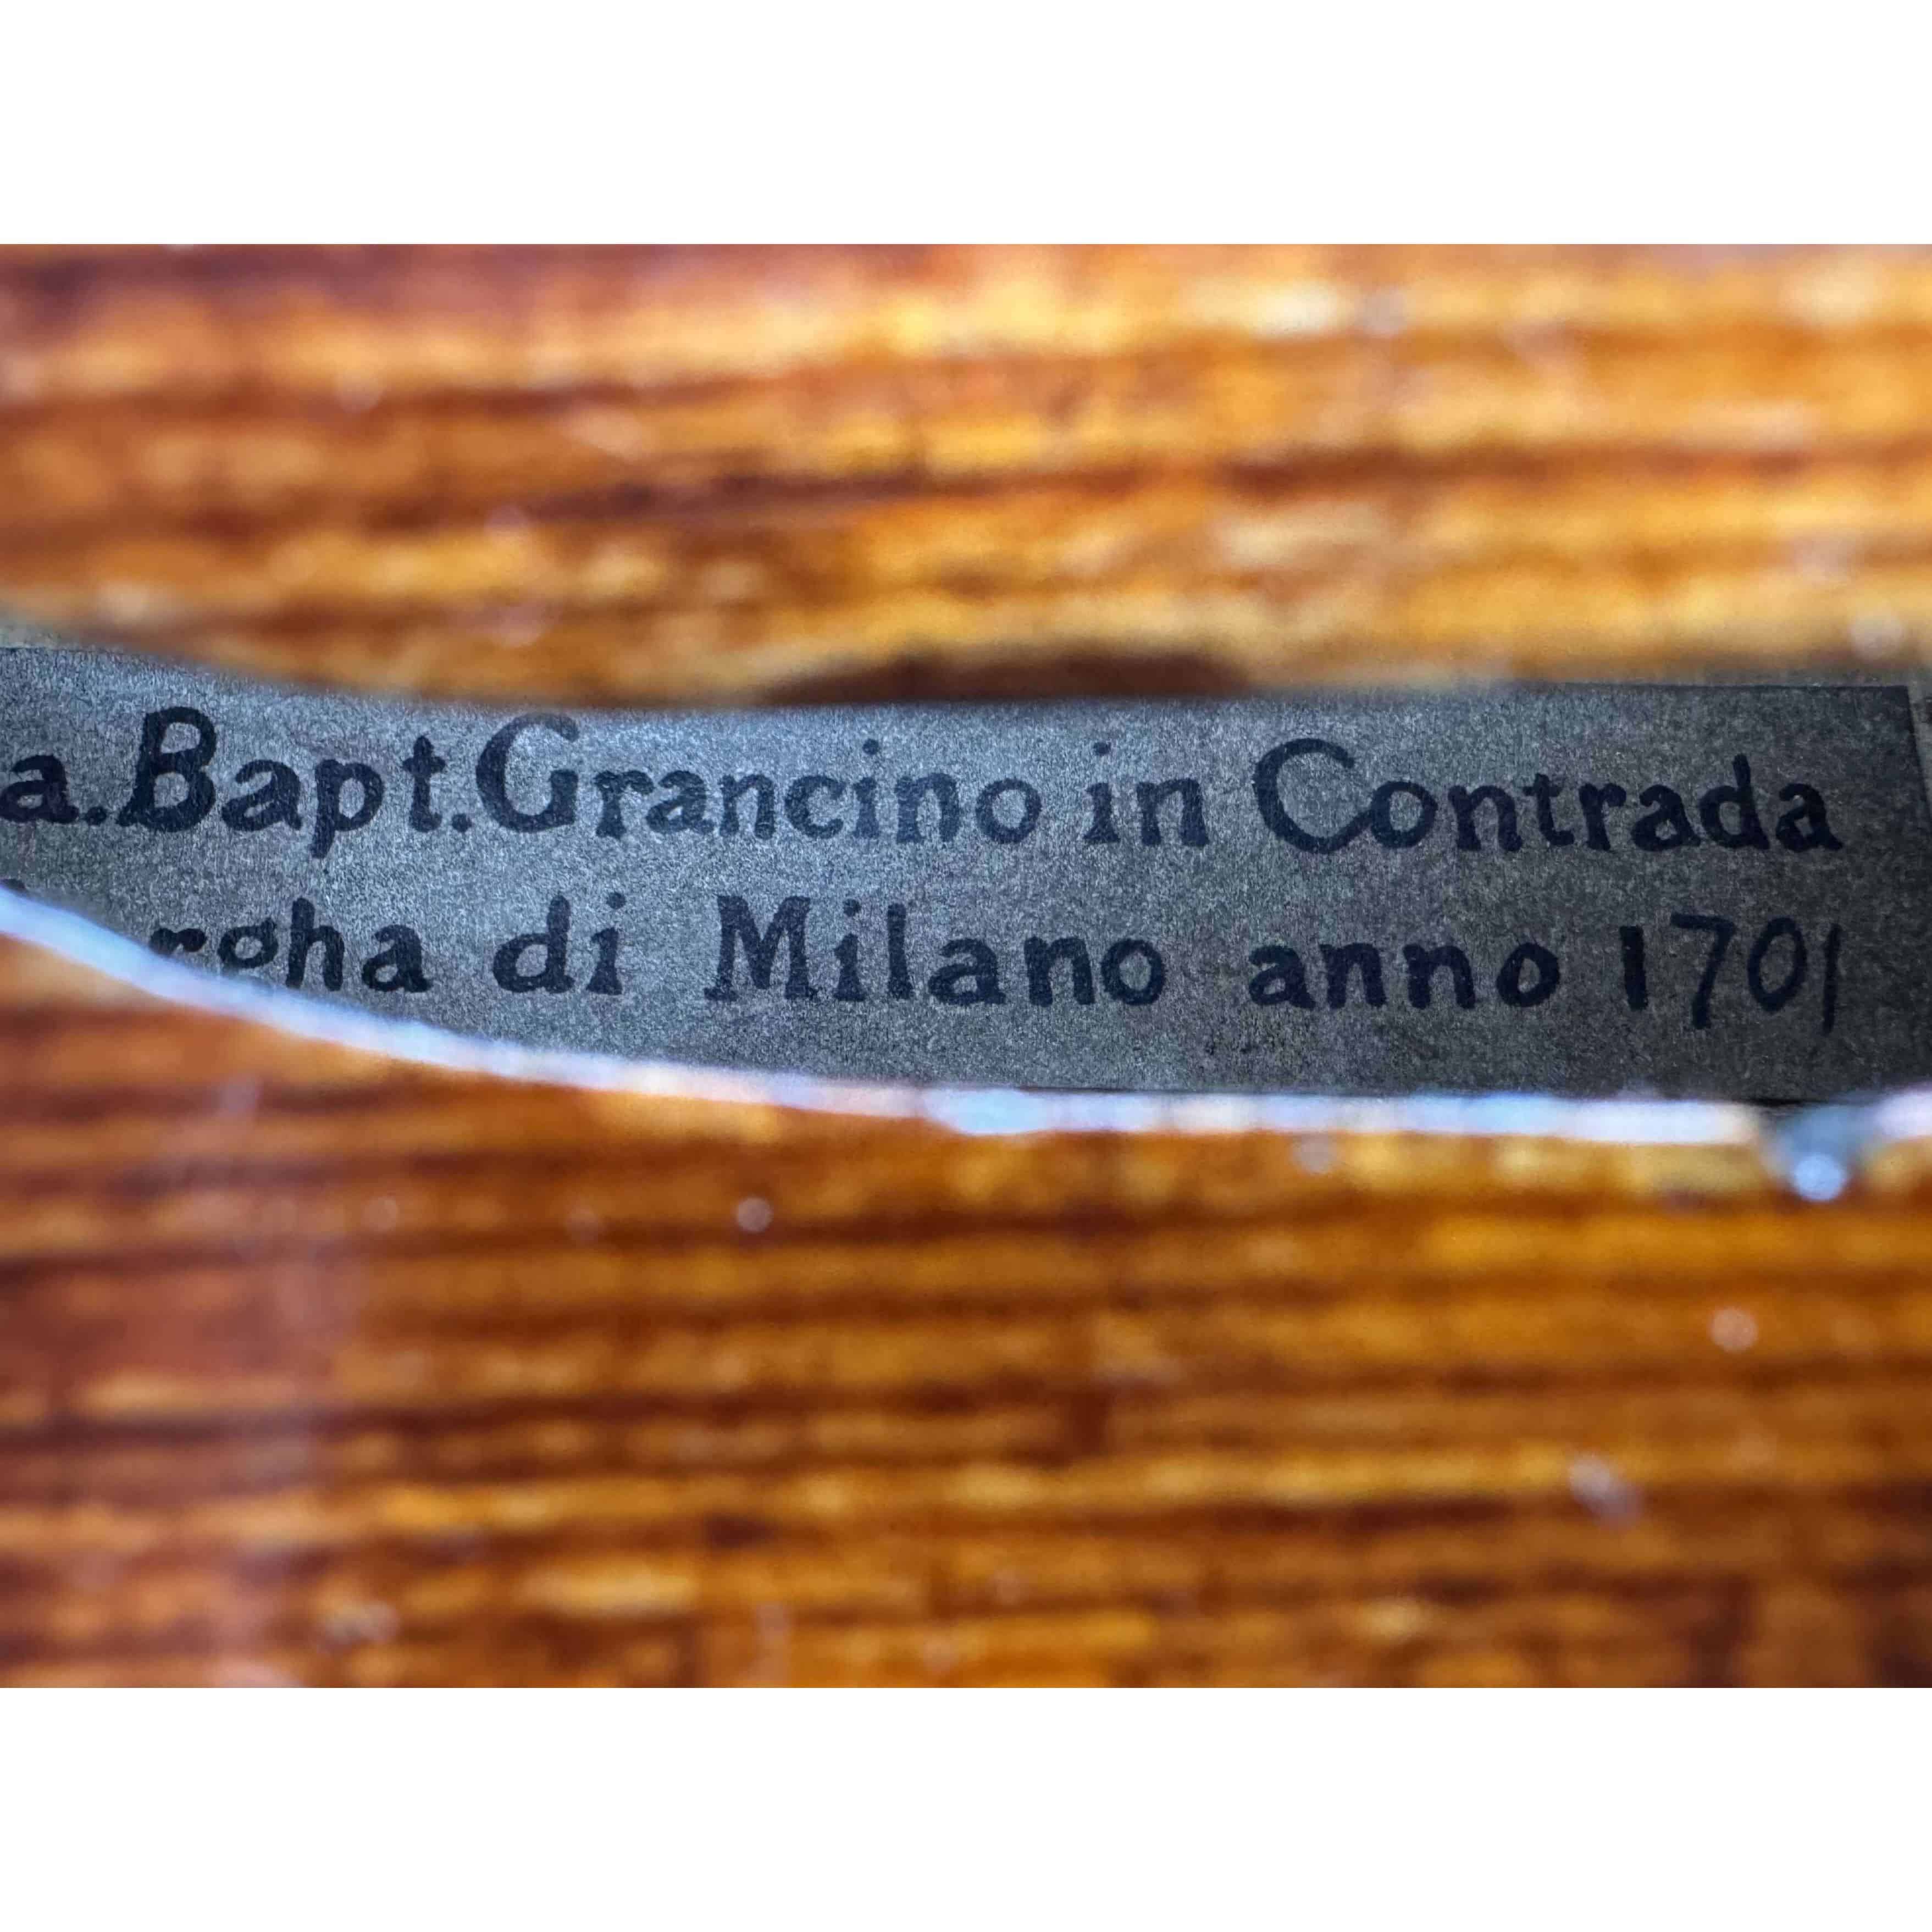 a. Bapt. Grancino in Contrada
rgha di Milano anno 1701